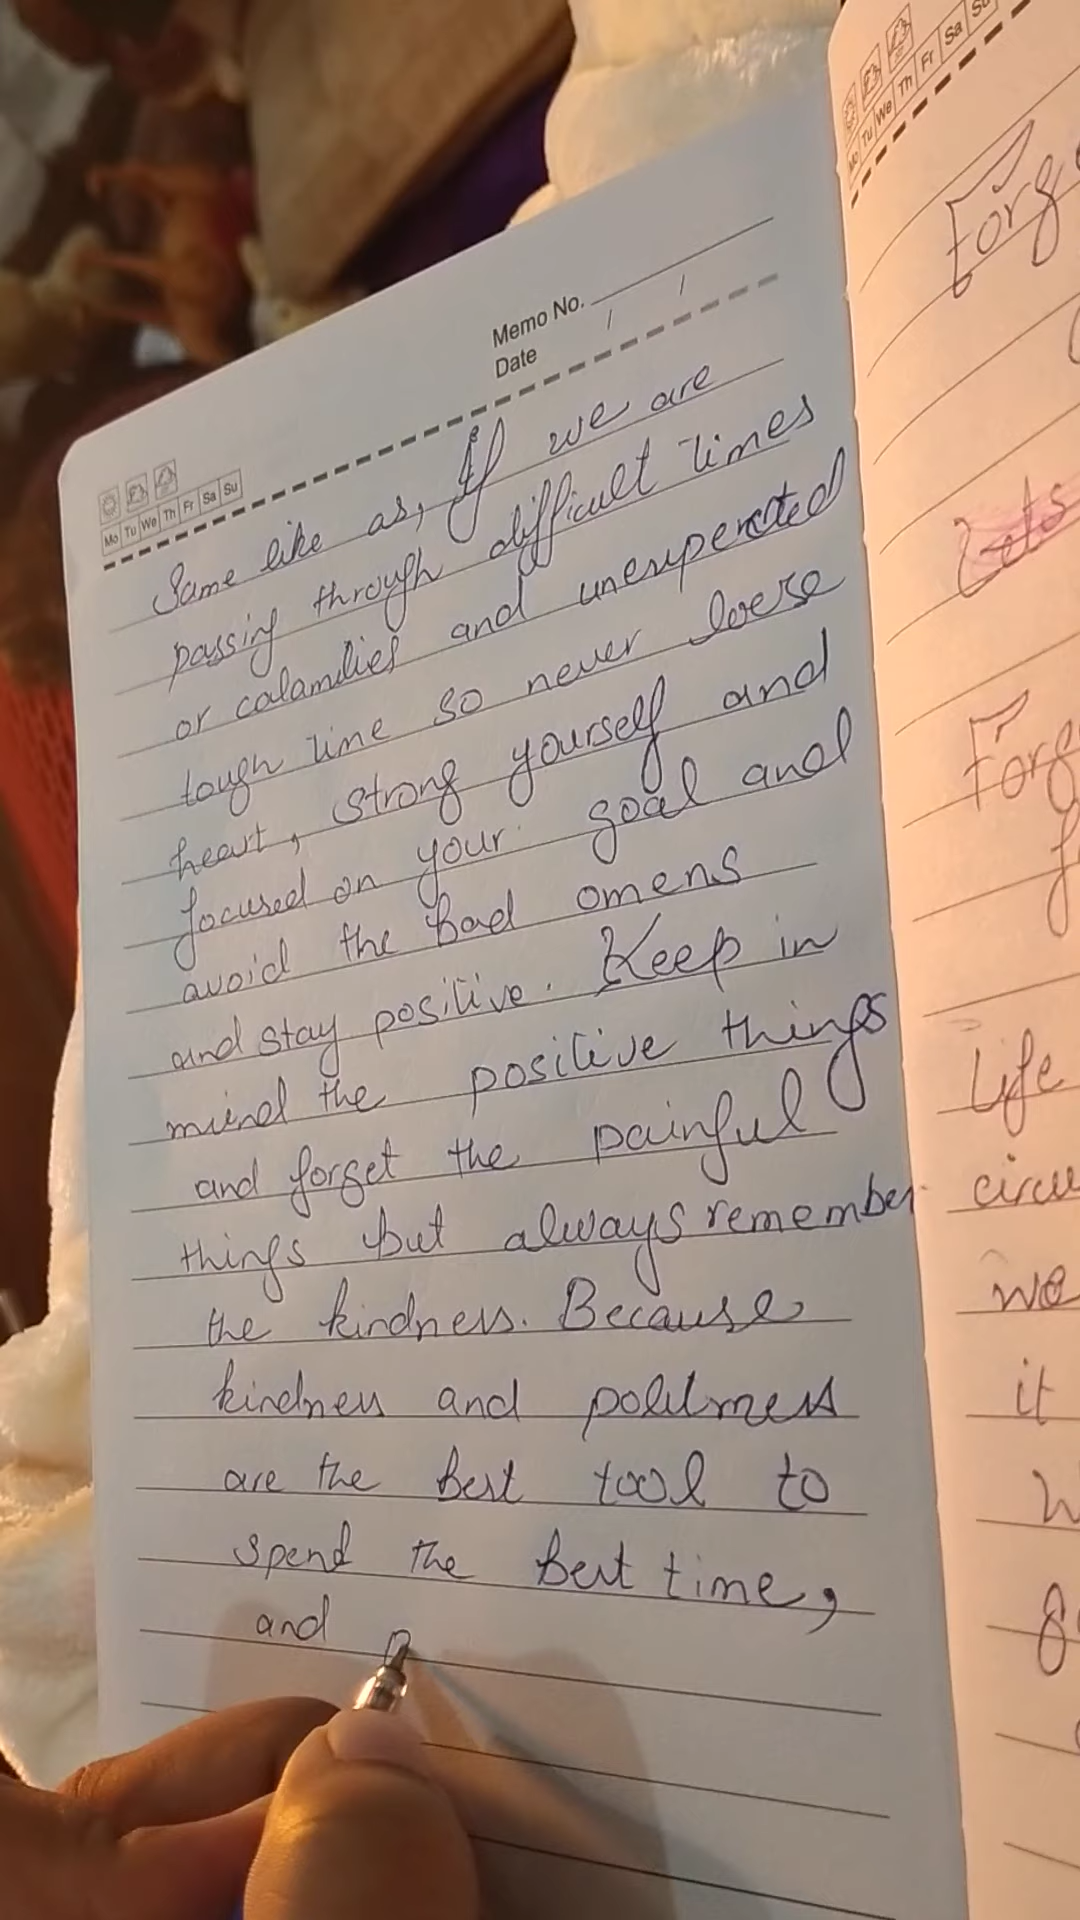 Memo No.
Date / /
Mo Tu We Th Fr Sa Su
Same like as, If we are
passing through difficult times
or calamities and unexpected
tough time so never loose
heart, strong yourself and
focused on your goal and
avoid the bad omens
and stay positive. Keep in
mind the positive things
and forget the painful
things but always remember
the kindness. Because
kindness and politness
are the best tool to
spend the best time,
and
Mo Tu We Th Fr Sa Su
Forg
Lets
Forg
f
Life
circu
we
it